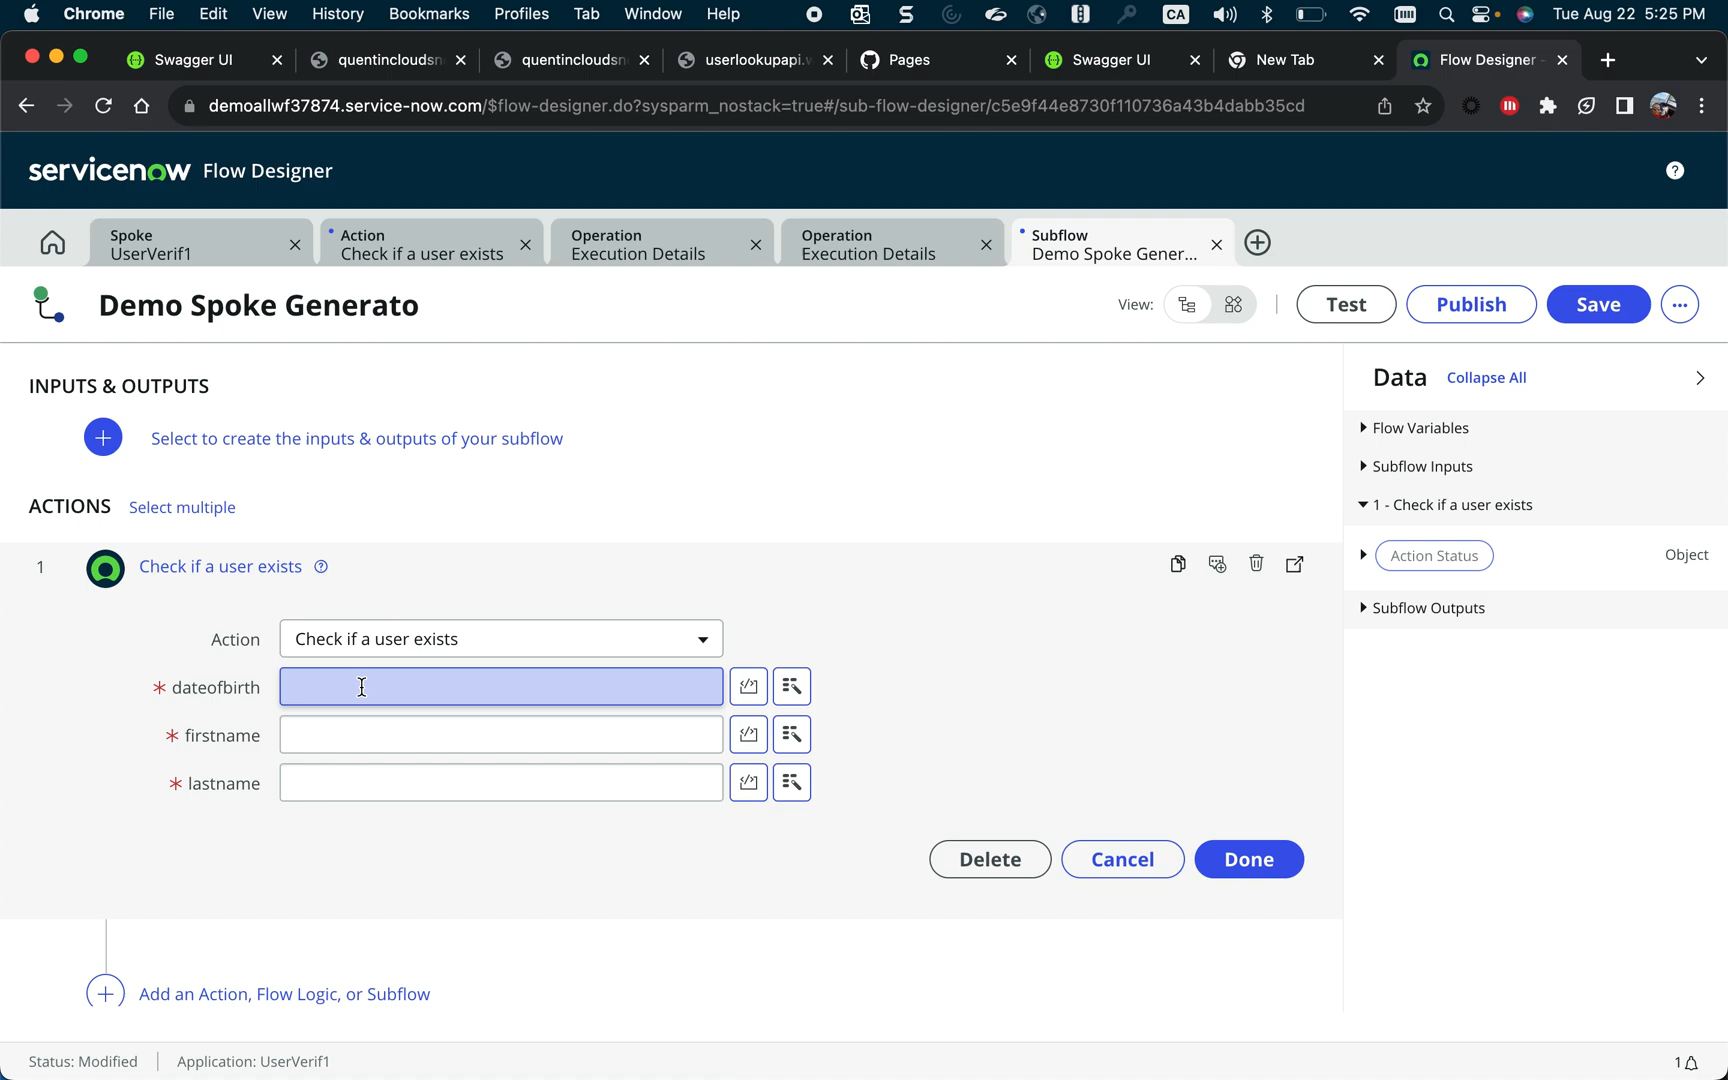 Chrome File Edit View History Bookmarks Profiles Tab Window Help CA Tue Aug 22 5:25 PM
Swagger UI quentincloudsn quentincloudsn userlookupapi.w Pages Swagger UI New Tab Flow Designer -
demoallwf37874.service-now.com/$flow-designer.do?sysparm_nostack=true#/sub-flow-designer/c5e9f44e8730f110736a43b4dabb35cd
servicenow Flow Designer
Spoke
UserVerif1
Action
Check if a user exists
Operation
Execution Details
Operation
Execution Details
Subflow
Demo Spoke Gener...
Demo Spoke Generato
View: Test Publish Save
INPUTS & OUTPUTS
Select to create the inputs & outputs of your subflow
ACTIONS Select multiple
1 Check if a user exists
Action Check if a user exists
* dateofbirth
* firstname
* lastname
Delete Cancel Done
Add an Action, Flow Logic, or Subflow
Data Collapse All
Flow Variables
Subflow Inputs
1 - Check if a user exists
Action Status Object
Subflow Outputs
Status: Modified Application: UserVerif1 1